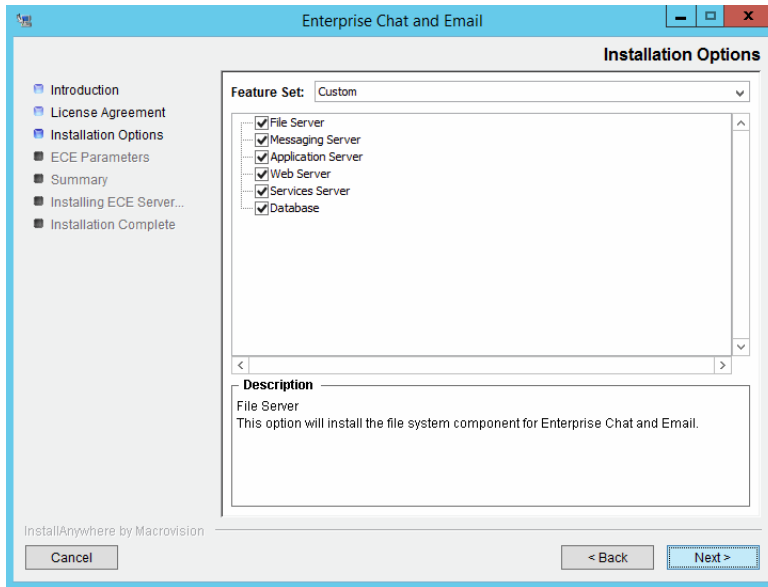 Enterprise Chat and Email
Installation Options
Introduction
License Agreement
Installation Options
ECE Parameters
Summary
Installing ECE Server...
Installation Complete
Feature Set: Custom
File Server
Messaging Server
Application Server
Web Server
Services Server
Database
Description
File Server
This option will install the file system component for Enterprise Chat and Email.
InstallAnywhere by Macrovision
Cancel
< Back
Next >